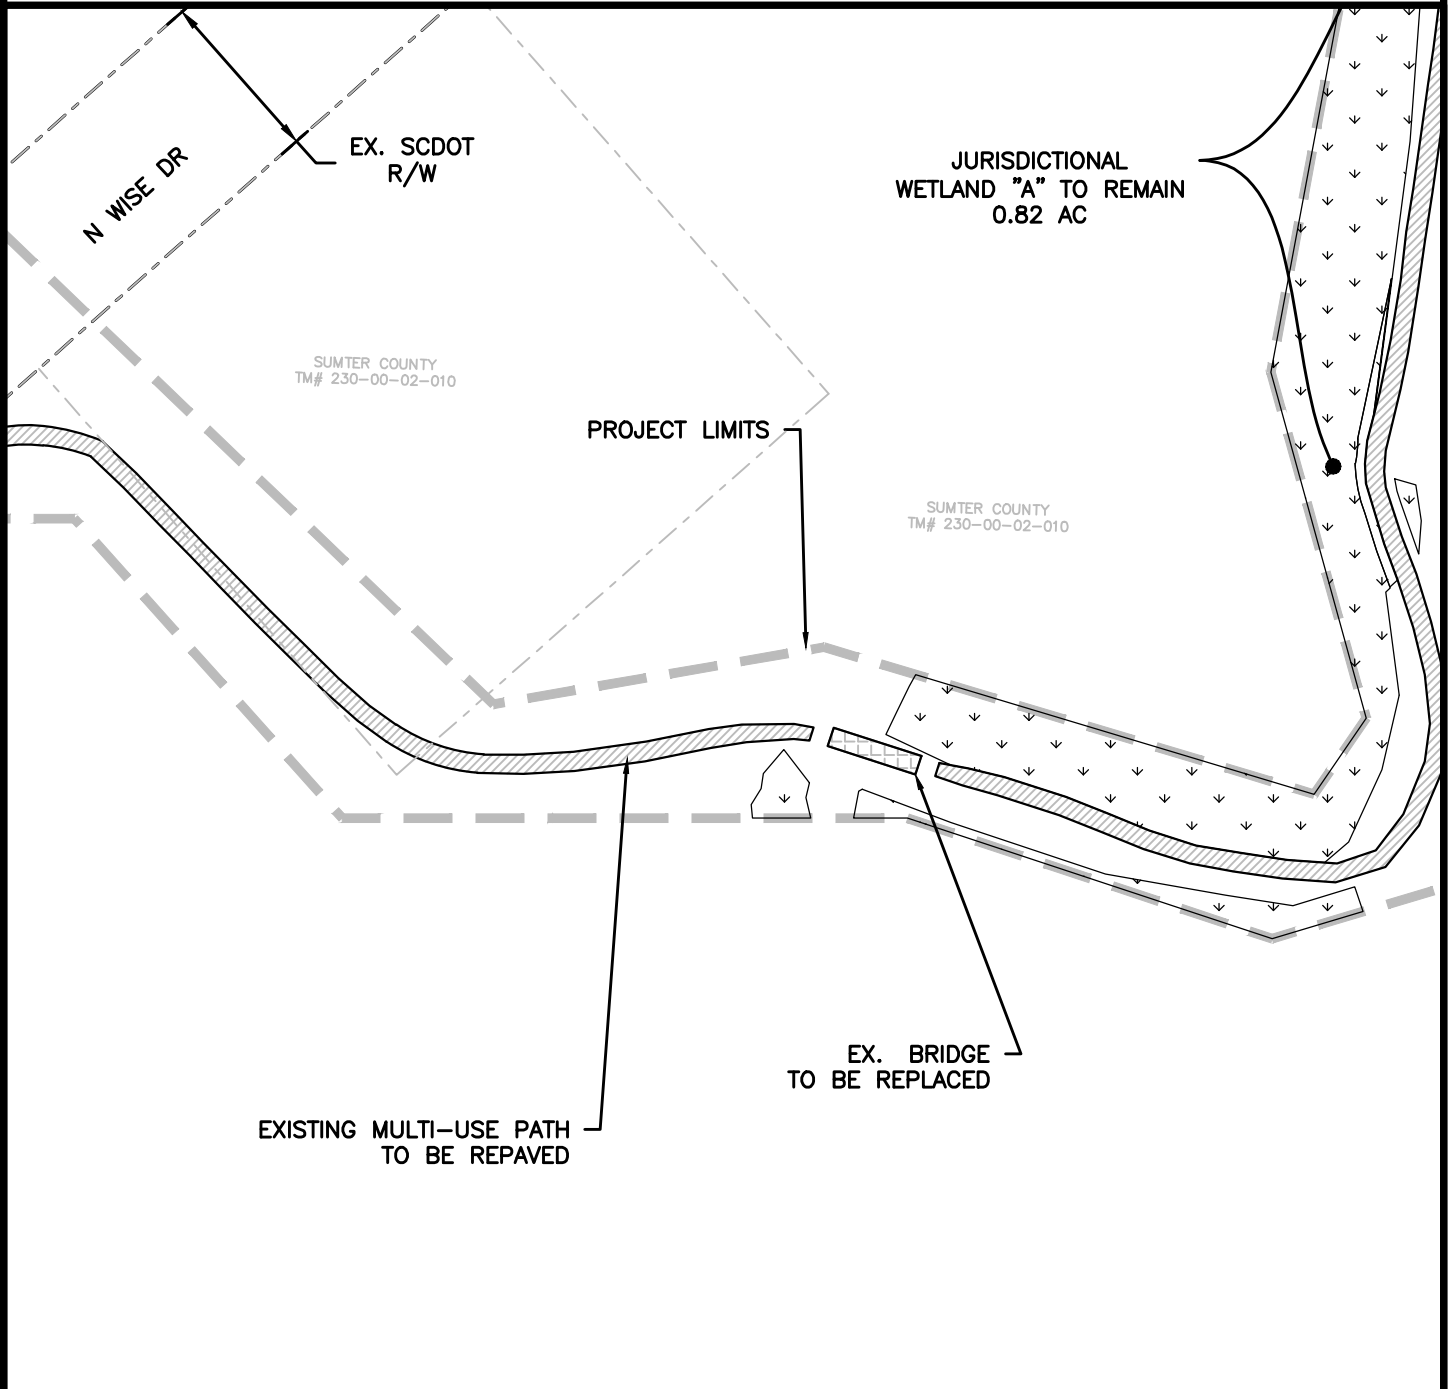 EX. SCDOT
R/W
N WISE DR
JURISDICTIONAL
WETLAND "A" TO REMAIN
0.82 AC
SUMTER COUNTY
TM# 230-00-02-010
PROJECT LIMITS
SUMTER COUNTY
TM# 230-00-02-010
EX. BRIDGE
TO BE REPLACED
EXISTING MULTI-USE PATH
TO BE REPAVED